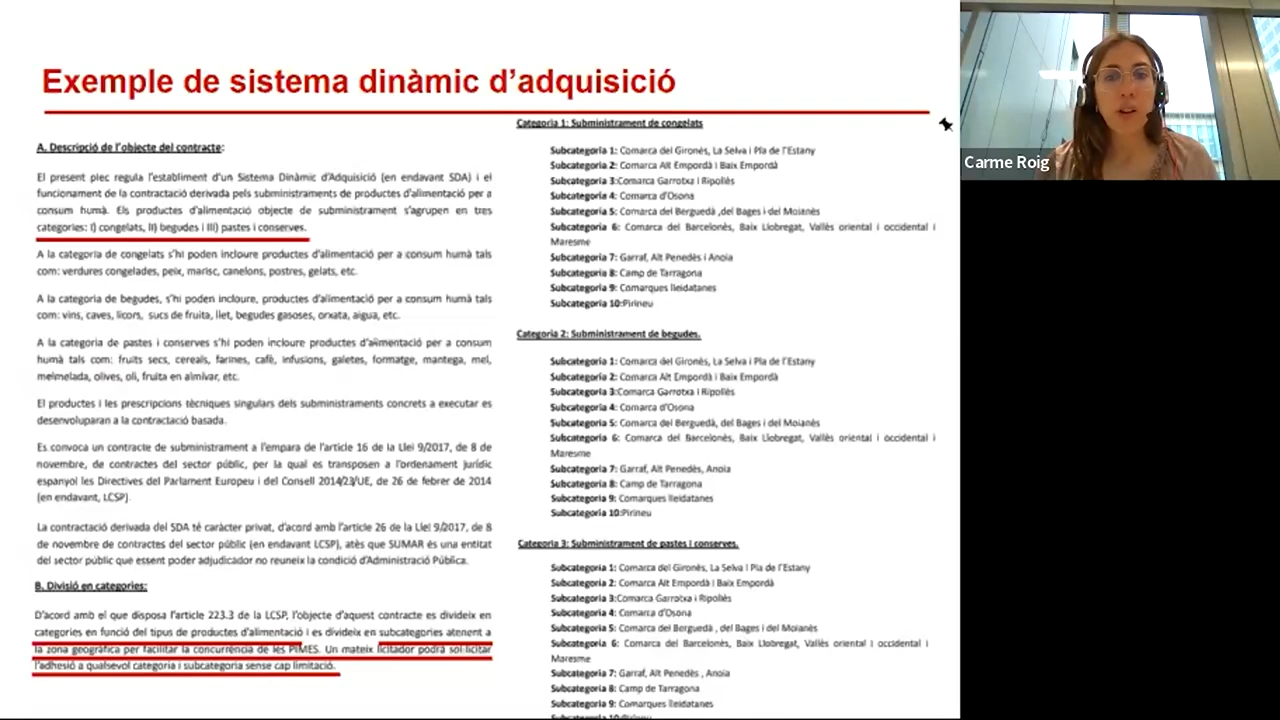 Exemple de sistema dinàmic d'adquisició
A. Descripció de l'objecte del contracte:
El present plec regula l'establiment d'un Sistema Dinàmic d'Adquisició (en endavant SDA) i el
funcionament de la contractació derivada pels subministraments de productes d'alimentació per a
consum humà. Els productes d'alimentació objecte de subministrament s'agrupen en tres
categories: I) congelats, II) begudes i III) pastes i conserves.
A la categoria de congelats s'hi poden incloure productes d'alimentació per a consum humà tals
com: verdures congelades, peix, marisc, canelons, postres, gelats, etc.
A la categoria de begudes, s'hi poden incloure, productes d'alimentació per a consum humà tals
com: vins, caves, licors, sucs de fruita, llet, begudes gasoses, orxata, aigua, etc.
A la categoria de pastes i conserves s'hi poden incloure productes d'alimentació per a consum
humà tals com: fruits secs, cereals, farines, cafè, infusions, galetes, formatge, mantega, mel,
melmelada, olives, oli, fruita en almívar, etc.
El productes i les prescripcions tècniques singulars dels subministraments concrets a executar es
desenvoluparan a la contractació basada.
Es convoca un contracte de subministrament a l'empara de l'article 16 de la Llei 9/2017, de 8 de
novembre, de contractes del sector públic, per la qual es transposen a l'ordenament jurídic
espanyol les Directives del Parlament Europeu i del Consell 2014/23/UE, de 26 de febrer de 2014
(en endavant, LCSP).
La contractació derivada del SDA té caràcter privat, d'acord amb l'article 26 de la Llei 9/2017, de 8
de novembre de contractes del sector públic (en endavant LCSP), atès que SUMAR és una entitat
del sector públic que essent poder adjudicador no reuneix la condició d'Administració Pública.
B. Divisió en categories:
D'acord amb el que disposa l'article 223.3 de la LCSP, l'objecte d'aquest contracte es divideix en
categories en funció del tipus de productes d'alimentació i es divideix en subcategories atenent a
la zona geogràfica per facilitar la concurrència de les PIMES. Un mateix licitador podrà sol·licitar
l'adhesió a qualsevol categoria i subcategoria sense cap limitació.
Categoria 1: Subministrament de congelats
Subcategoria 1: Comarca del Gironès, La Selva i Pla de l'Estany
Subcategoria 2: Comarca Alt Empordà i Baix Empordà
Subcategoria 3:Comarca Garrotxa i Ripollès
Subcategoria 4: Comarca d'Osona
Subcategoria 5: Comarca del Berguedà ,del Bages i del Moianès
Subcategoria 6: Comarca del Barcelonès, Baix Llobregat, Vallès oriental i occidental i
Maresme
Subcategoria 7: Garraf, Alt Penedès i Anoia
Subcategoria 8: Camp de Tarragona
Subcategoria 9: Comarques lleidatanes
Subcategoria 10:Pirineu
Categoria 2: Subministrament de begudes.
Subcategoria 1: Comarca del Gironès, La Selva i Pla de l'Estany
Subcategoria 2: Comarca Alt Empordà i Baix Empordà
Subcategoria 3:Comarca Garrotxa i Ripollès
Subcategoria 4: Comarca d'Osona
Subcategoria 5: Comarca del Berguedà, del Bages i del Moianès
Subcategoria 6: Comarca del Barcelonès, Baix Llobregat, Vallès oriental i occidental i
Maresme
Subcategoria 7: Garraf, Alt Penedès, Anoia
Subcategoria 8: Camp de Tarragona
Subcategoria 9: Comarques lleidatanes
Subcategoria 10:Pirineu
Categoria 3: Subministrament de pastes i conserves.
Subcategoria 1: Comarca del Gironès, La Selva i Pla de l'Estany
Subcategoria 2: Comarca Alt Empordà i Baix Empordà
Subcategoria 3:Comarca Garrotxa i Ripollès
Subcategoria 4: Comarca d'Osona
Subcategoria 5: Comarca del Berguedà , del Bages i del Moianès
Subcategoria 6: Comarca del Barcelonès, Baix Llobregat, Vallès oriental i occidental i
Maresme
Subcategoria 7: Garraf, Alt Penedès , Anoia
Subcategoria 8: Camp de Tarragona
Subcategoria 9: Comarques lleidatanes
Subcategoria 10:Pirineu
Carme Roig